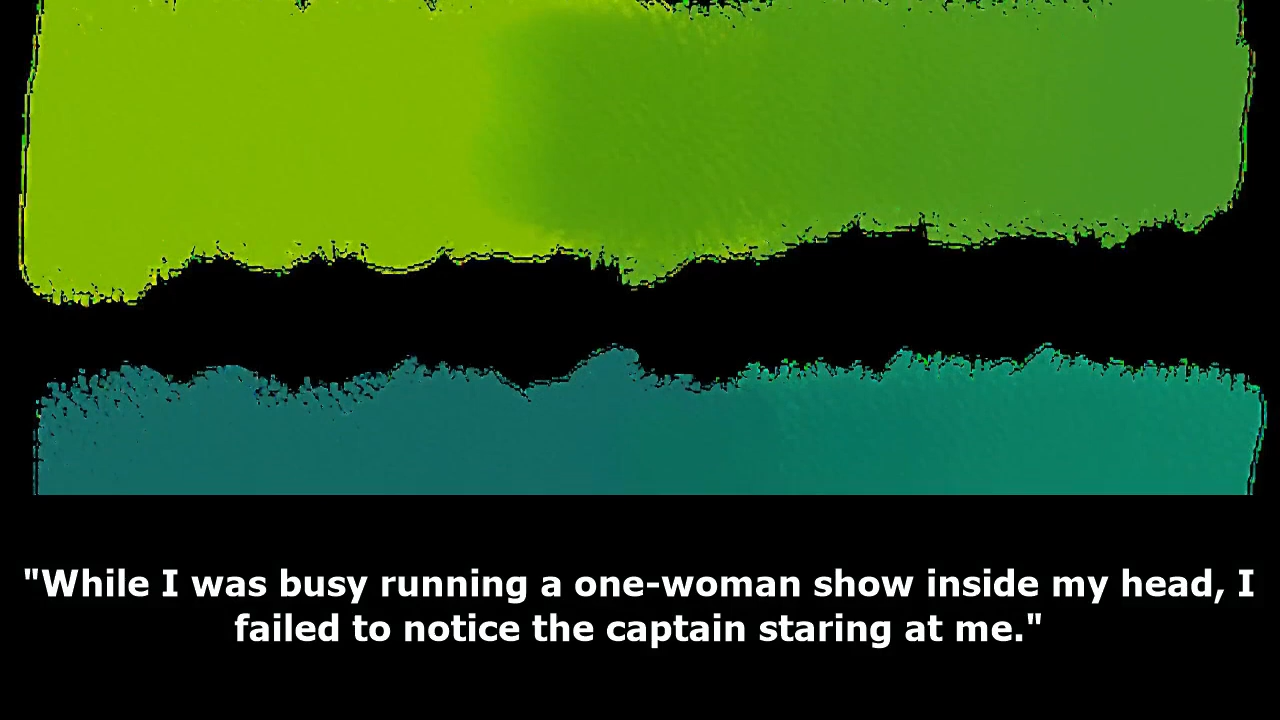 "While I was busy running a one-woman show inside my head, I
failed to notice the captain staring at me."